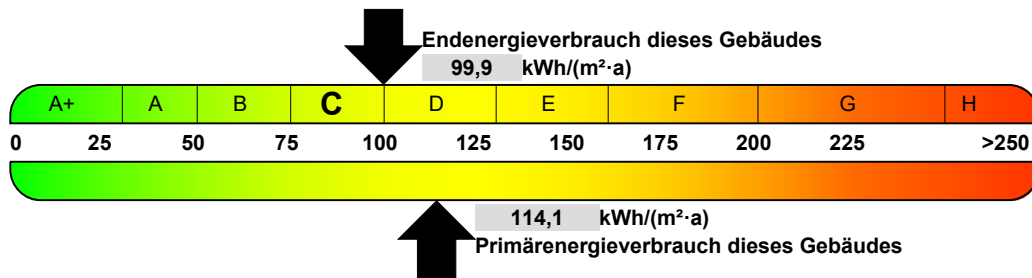 Endenergieverbrauch dieses Gebäudes
99,9 kWh/(m²·a)
A+ A B C D E F G H
0 25 50 75 100 125 150 175 200 225 >250
114,1 kWh/(m²·a)
Primärenergieverbrauch dieses Gebäudes